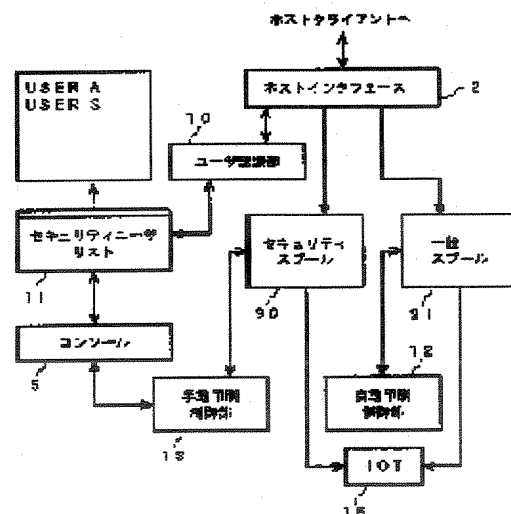 ホストクライアントへ
ホストインタフェース
2
USER A
USER S
10
ユーザ認識部
セキュリティユーザ
リスト
11
セキュリティ
スプール
90
一般
スプール
91
コンソール
5
手動印刷
制御部
13
自動印刷
制御部
12
IOT
15